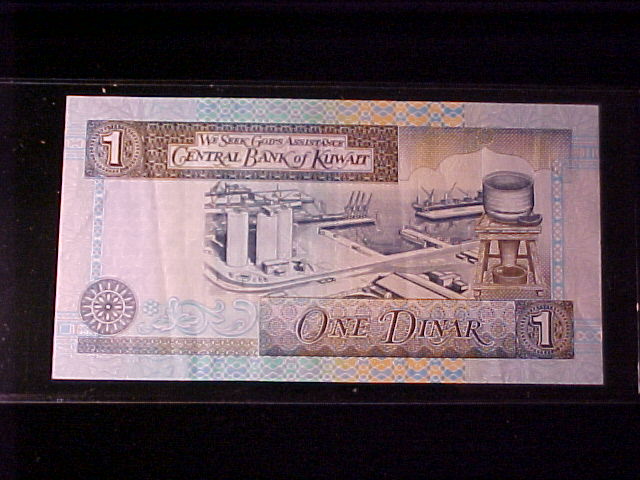 1
We Seek God's Assistance
Central Bank of Kuwait
One Dinar
1